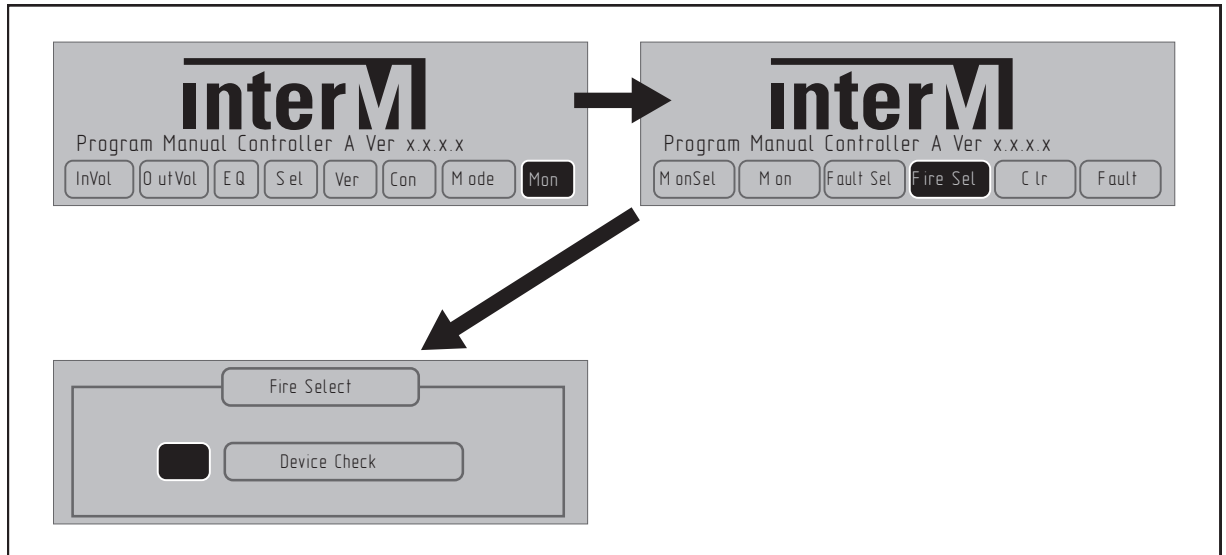 interM
Program Manual Controller A Ver x.x.x.x
InVol OutVol EQ Sel Ver Con Mode Mon
interM
Program Manual Controller A Ver x.x.x.x
MonSel Mon Fault Sel Fire Sel Clr Fault
Fire Select
Device Check